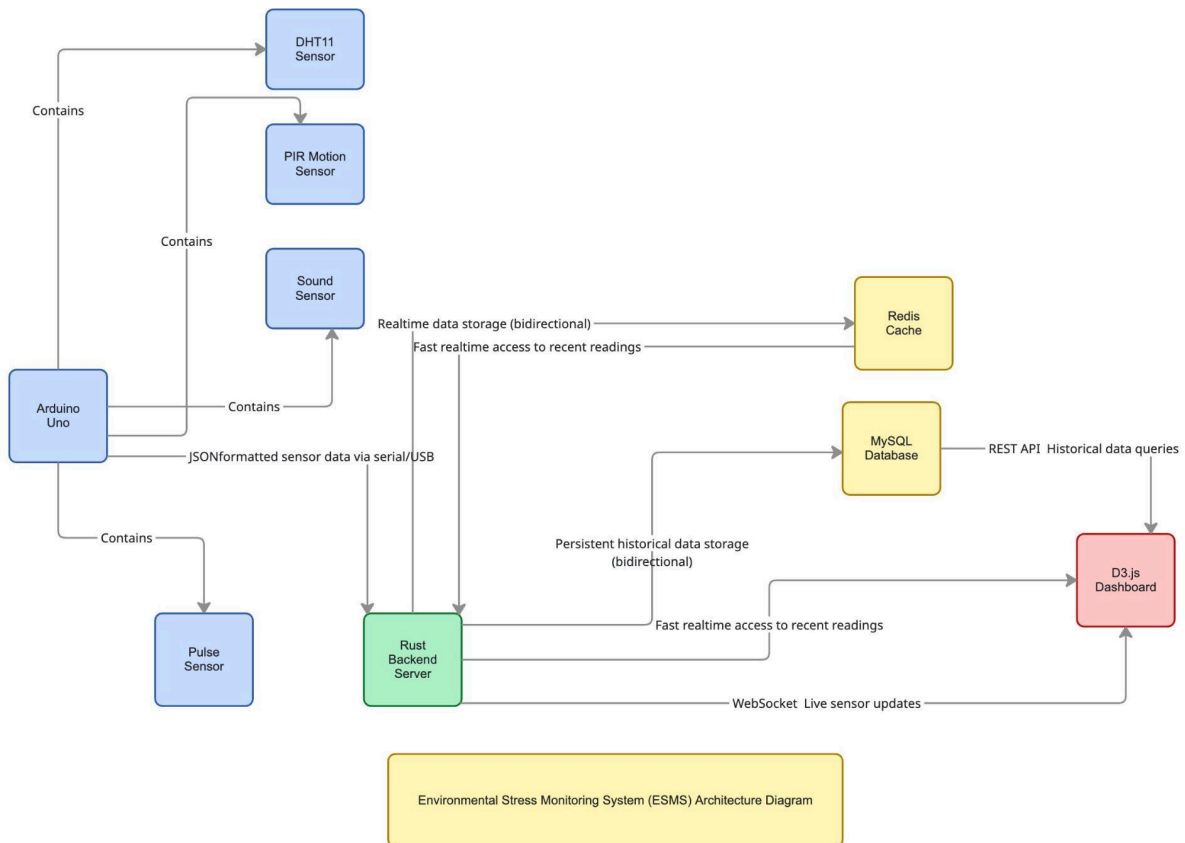 DHT11
Sensor
Contains
PIR Motion
Sensor
Contains
Sound
Sensor
Realtime data storage (bidirectional)
Redis
Cache
Fast realtime access to recent readings
Arduino
Uno
Contains
MySQL
Database
REST API  Historical data queries
JSONformatted sensor data via serial/USB
Contains
Persistent historical data storage
(bidirectional)
D3.js
Dashboard
Fast realtime access to recent readings
Pulse
Sensor
Rust
Backend
Server
WebSocket  Live sensor updates
Environmental Stress Monitoring System (ESMS) Architecture Diagram